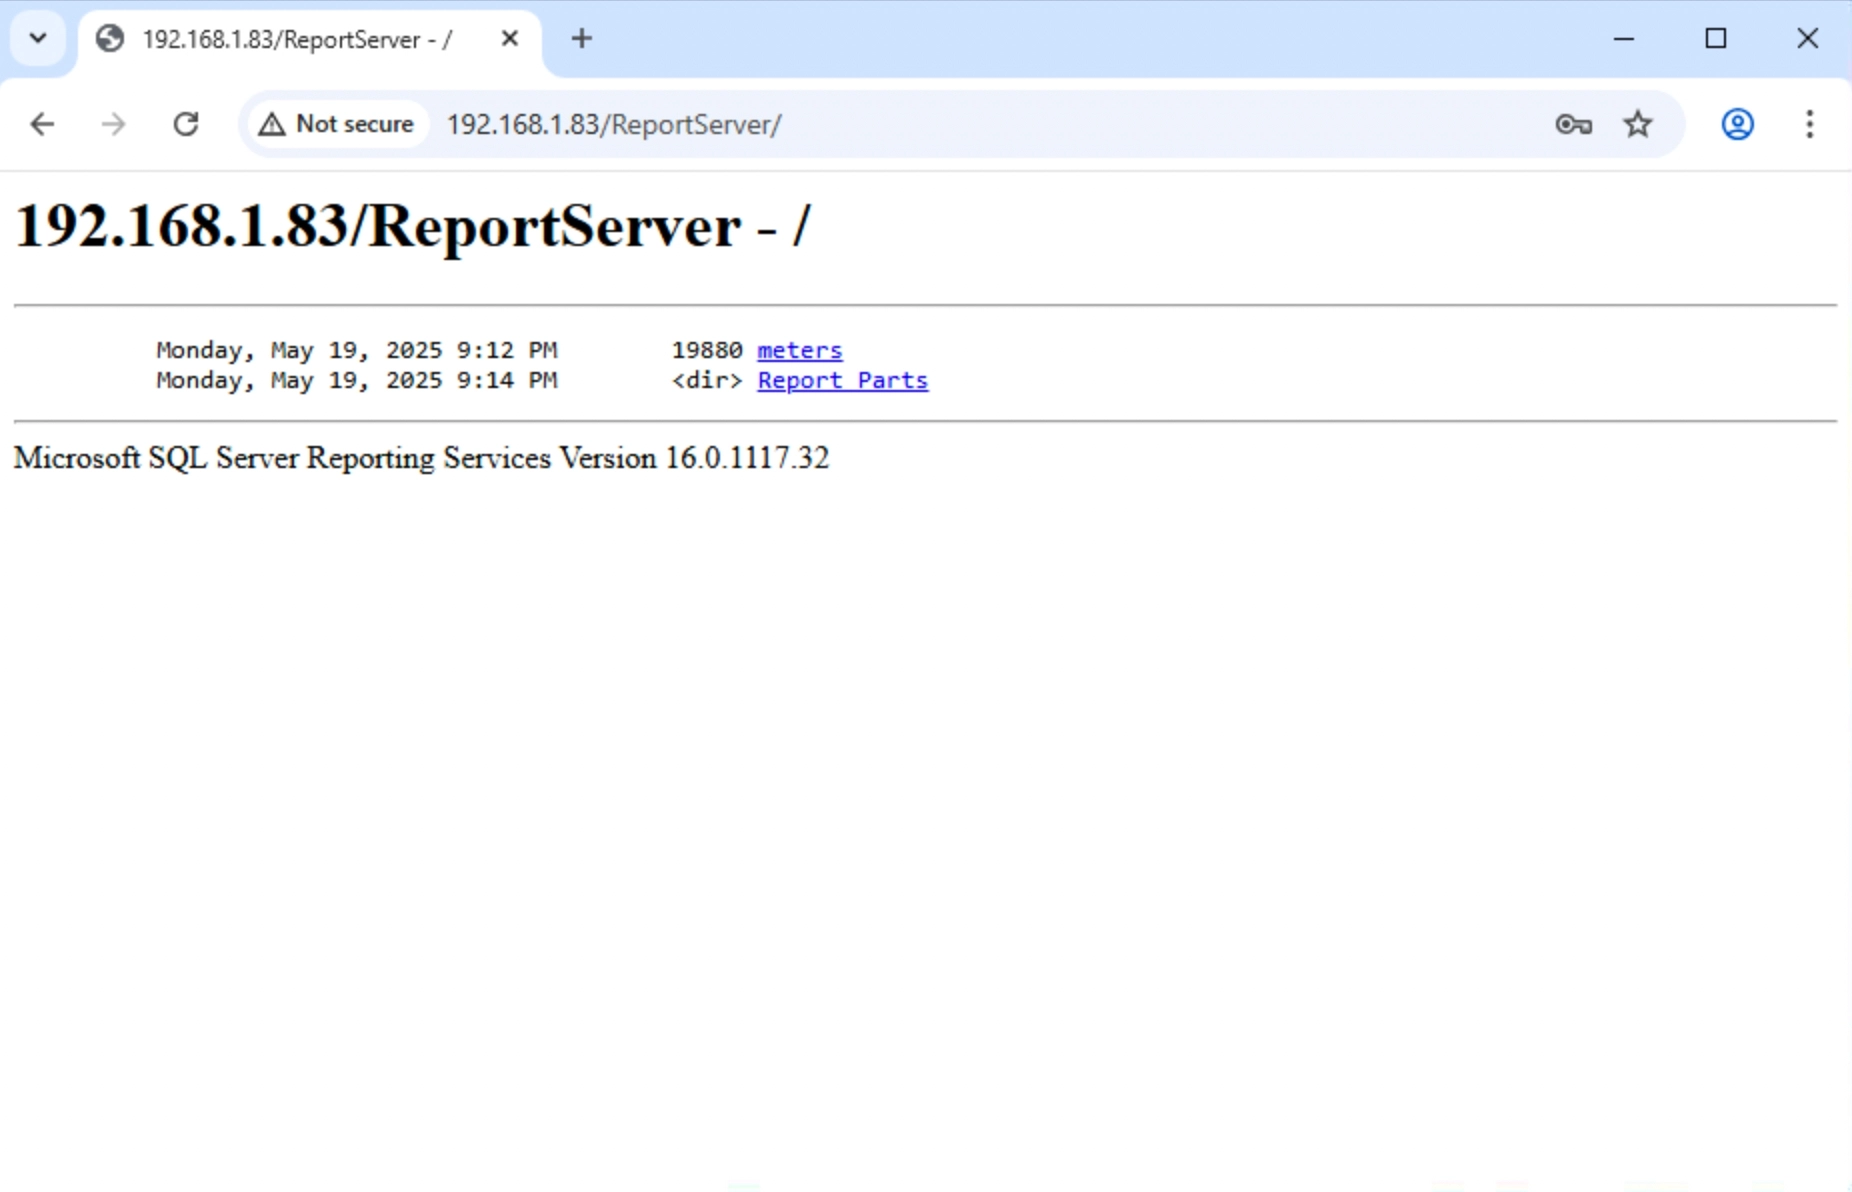 192.168.1.83/ReportServer - /
Not secure 192.168.1.83/ReportServer/
192.168.1.83/ReportServer - /
Monday, May 19, 2025 9:12 PM 19880 meters
Monday, May 19, 2025 9:14 PM <dir> Report Parts
Microsoft SQL Server Reporting Services Version 16.0.1117.32